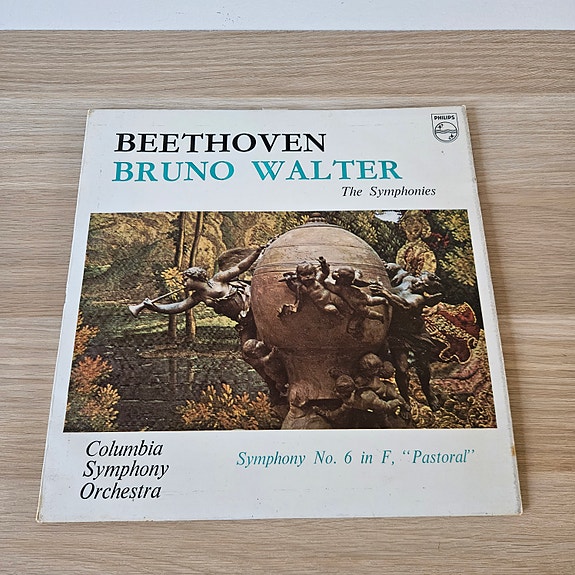 PHILIPS
BEETHOVEN
BRUNO WALTER
The Symphonies
Columbia
Symphony
Orchestra
Symphony No. 6 in F, "Pastoral"